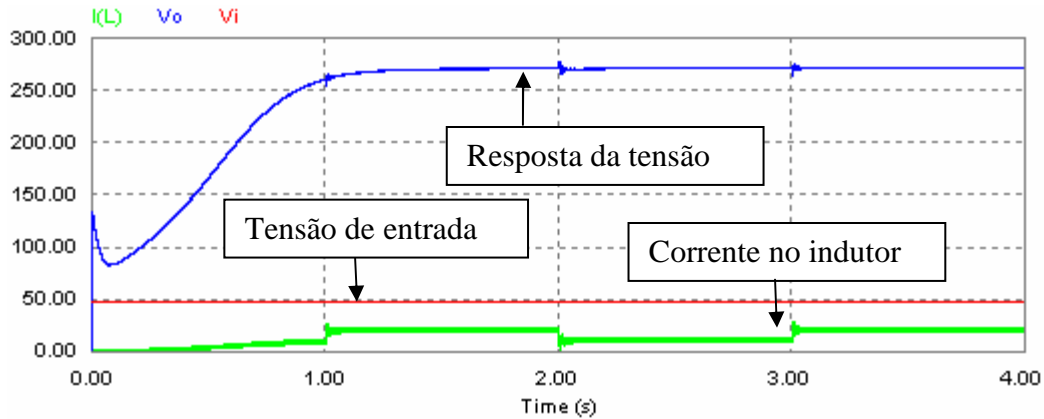 I(L) Vo Vi
300.00
250.00
200.00
150.00
100.00
50.00
0.00
Resposta da tensão
Tensão de entrada
Corrente no indutor
0.00 1.00 2.00 3.00 4.00
Time (s)